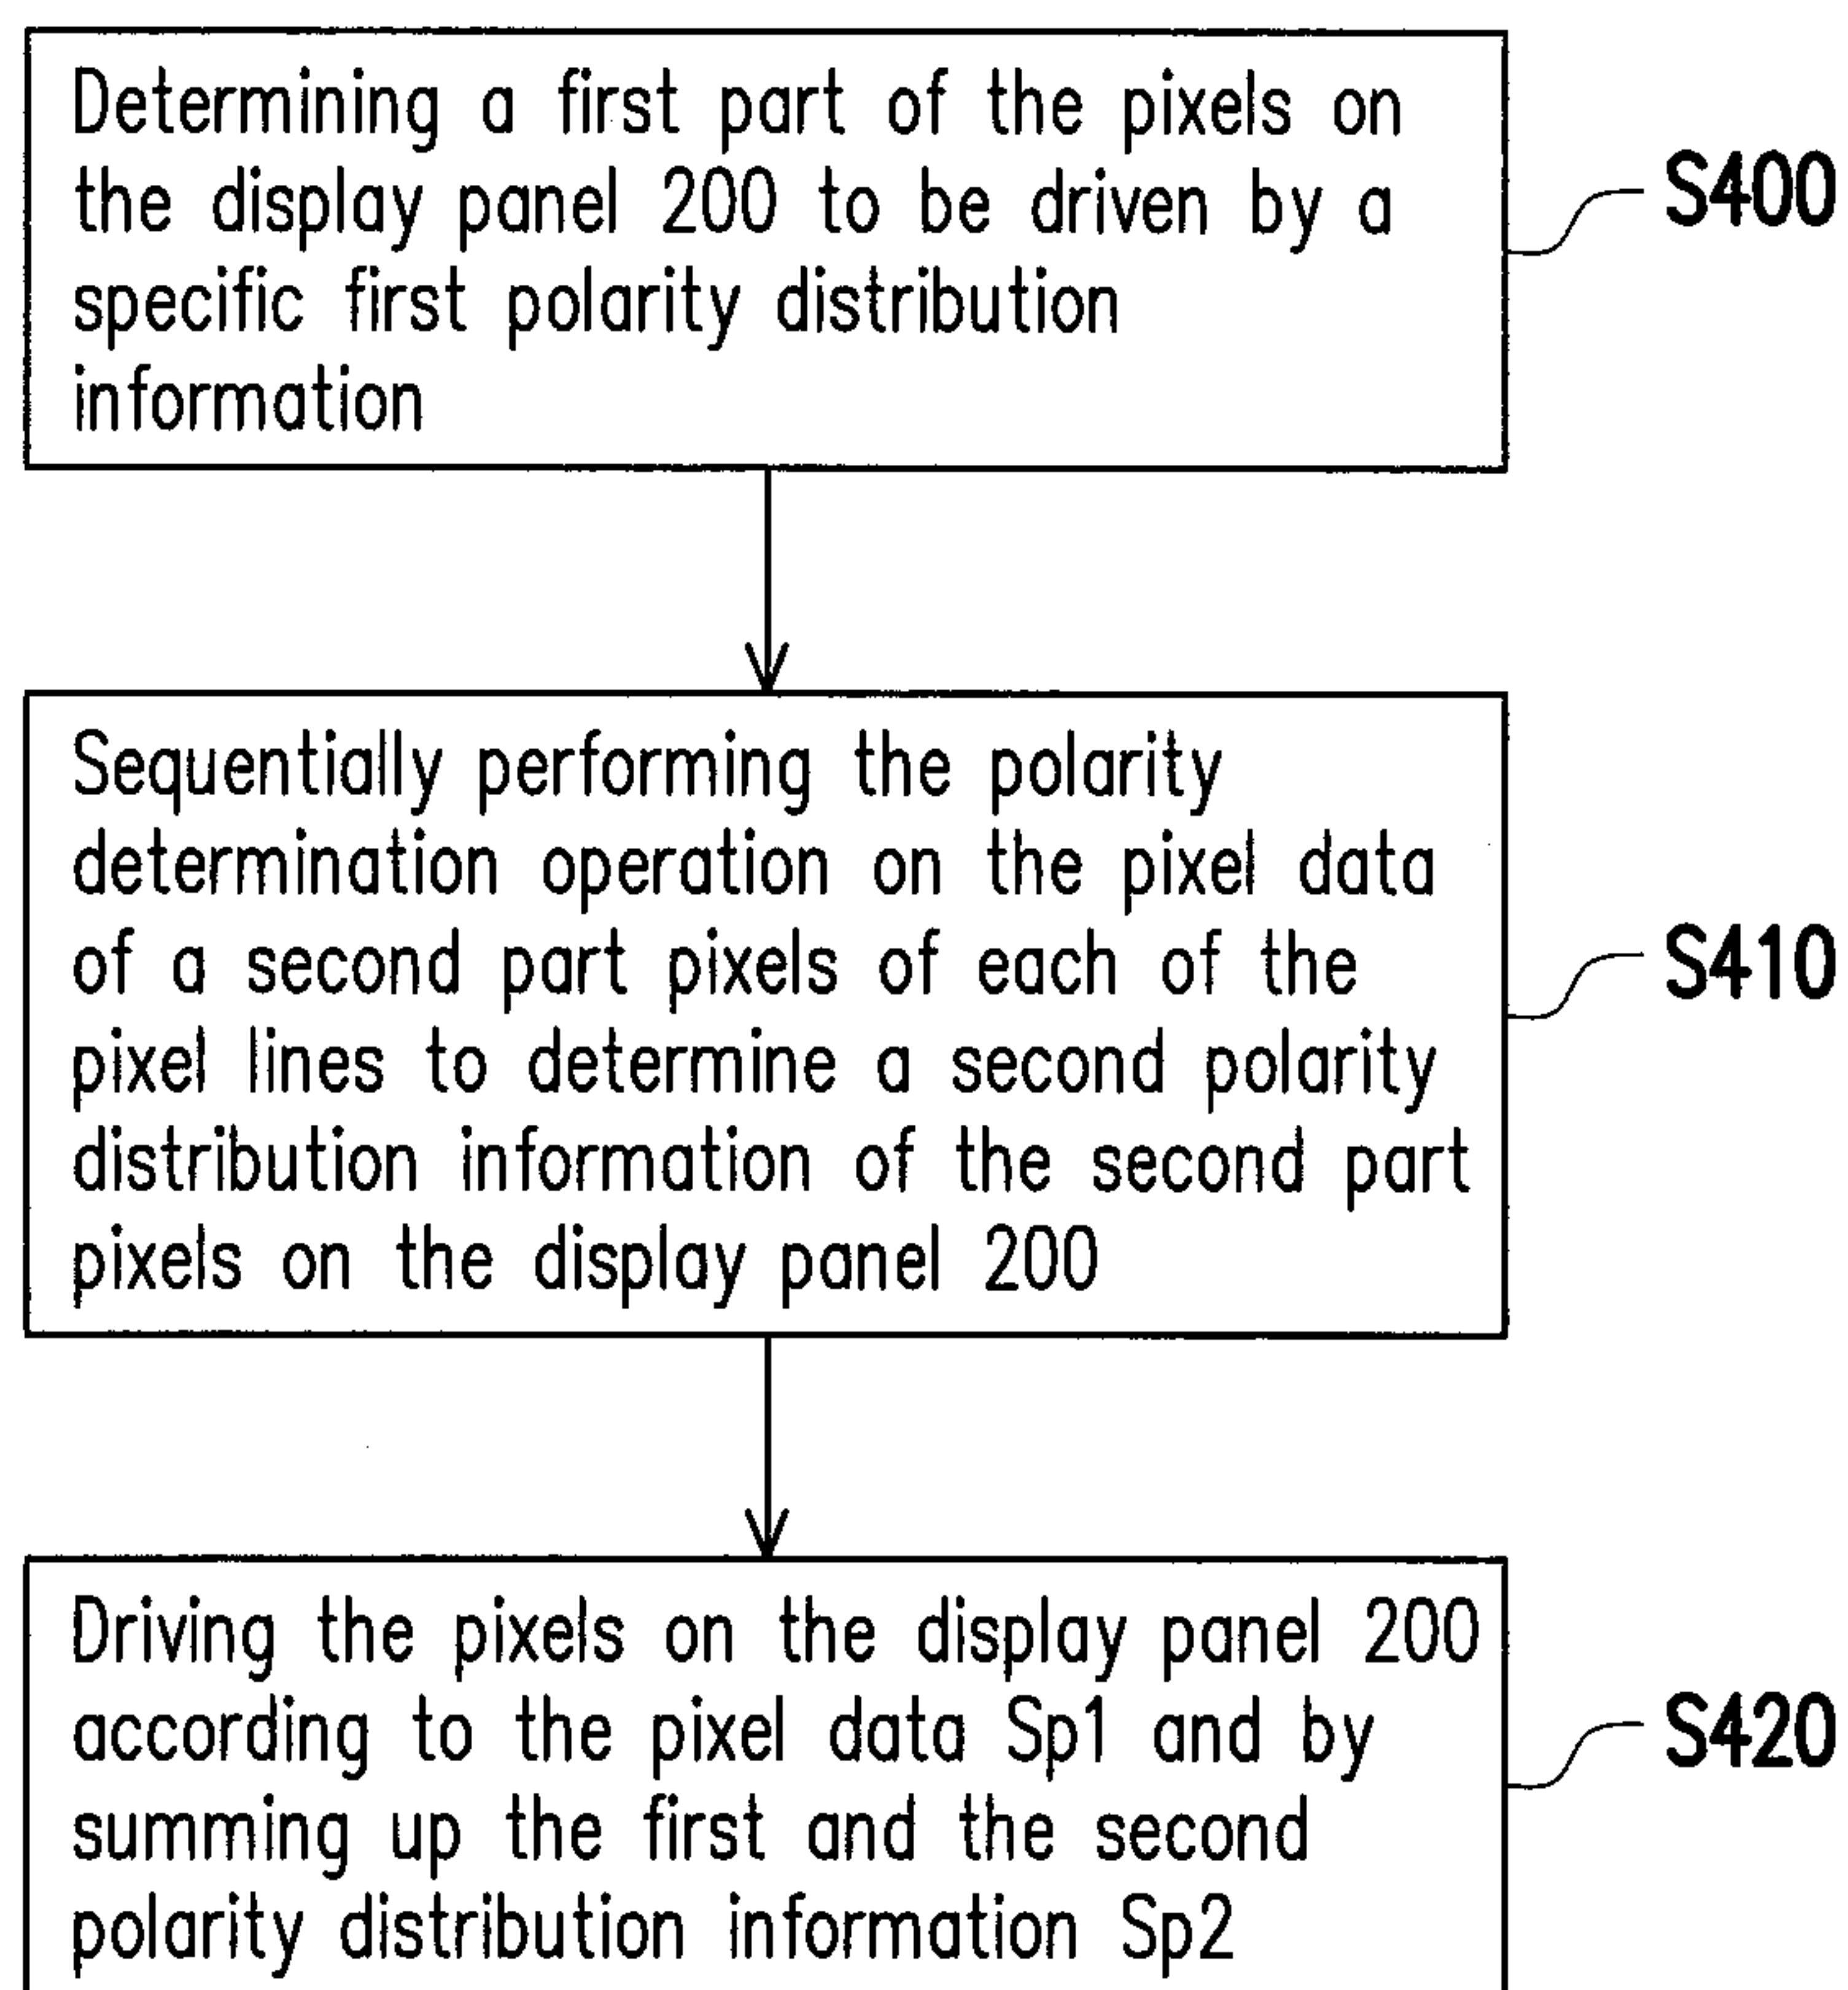 Determining a first part of the pixels on
the display panel 200 to be driven by a
specific first polarity distribution
information
S400
Sequentially performing the polarity
determination operation on the pixel data
of a second part pixels of each of the
pixel lines to determine a second polarity
distribution information of the second part
pixels on the display panel 200
S410
Driving the pixels on the display panel 200
according to the pixel data Sp1 and by
summing up the first and the second
polarity distribution information Sp2
S420